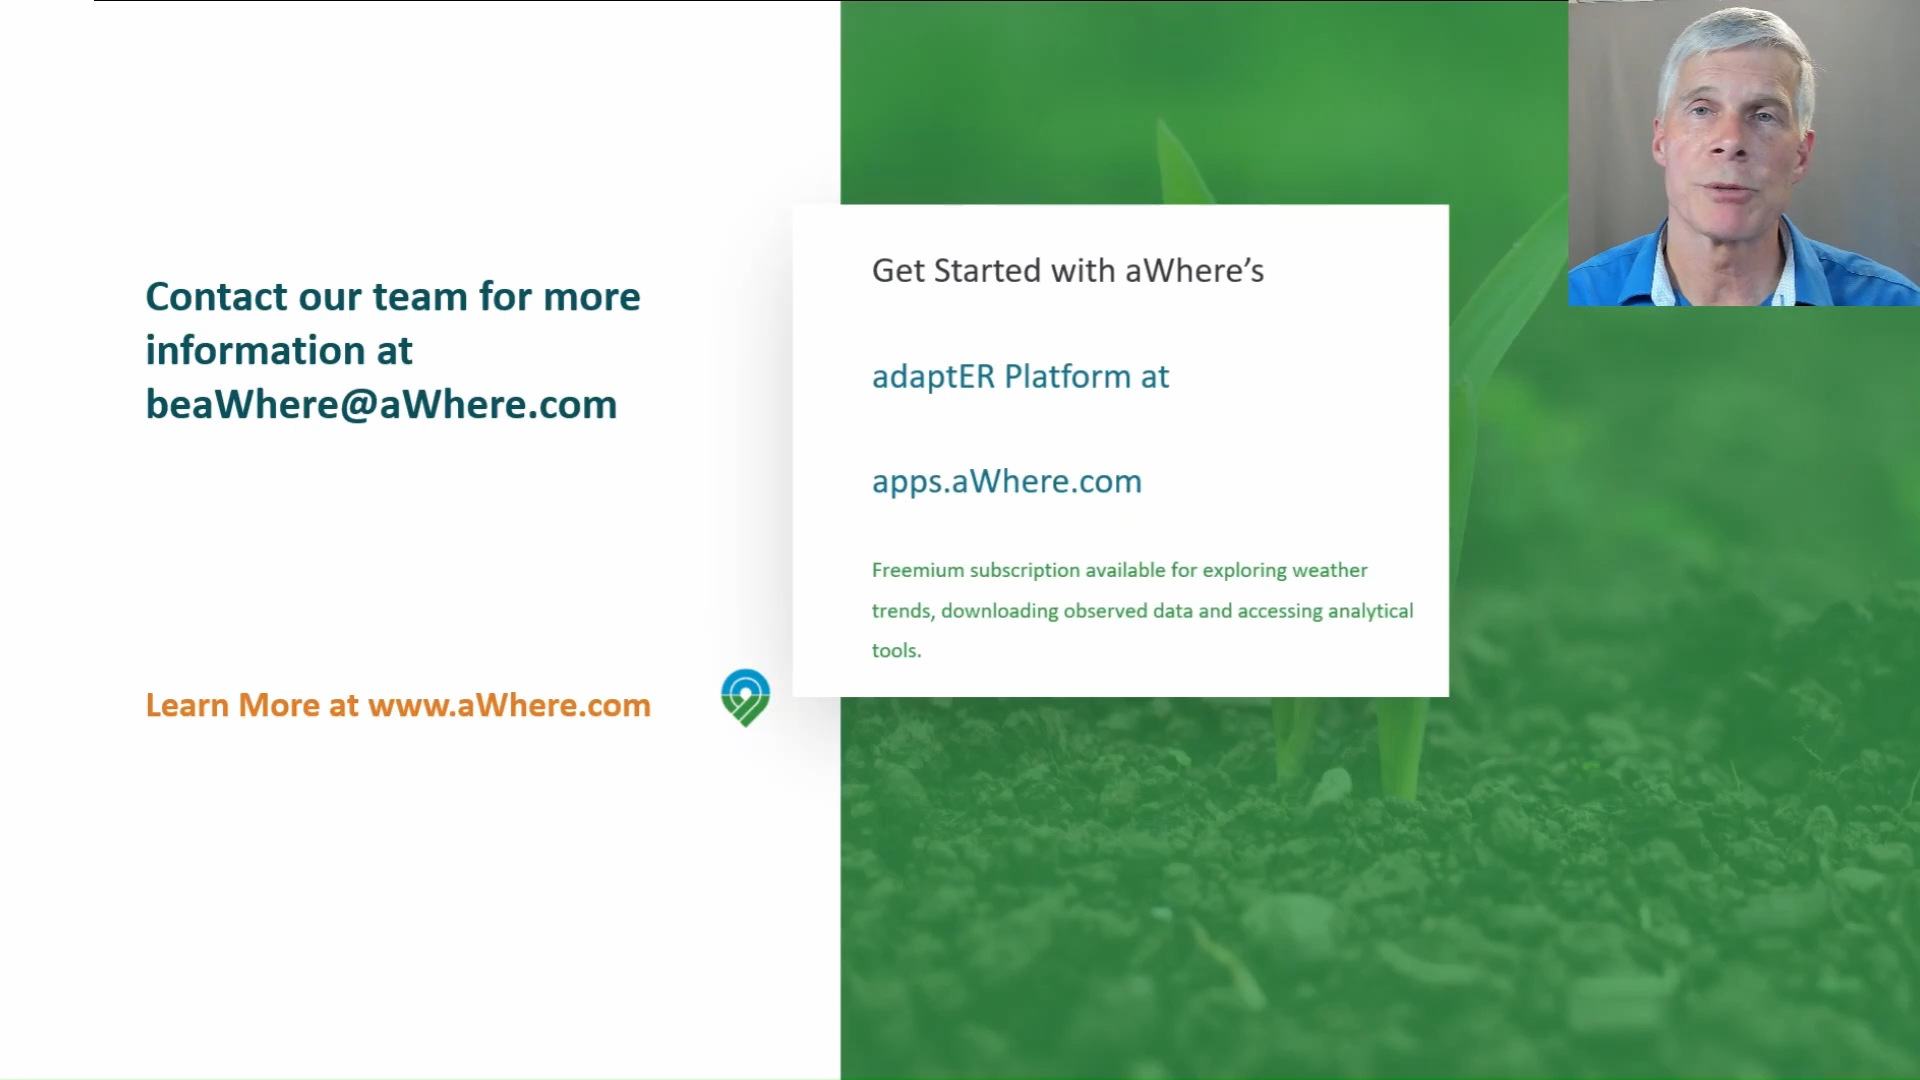 Contact our team for more
information at
beaWhere@aWhere.com
Learn More at www.aWhere.com
Get Started with aWhere’s
adaptER Platform at
apps.aWhere.com
Freemium subscription available for exploring weather
trends, downloading observed data and accessing analytical
tools.